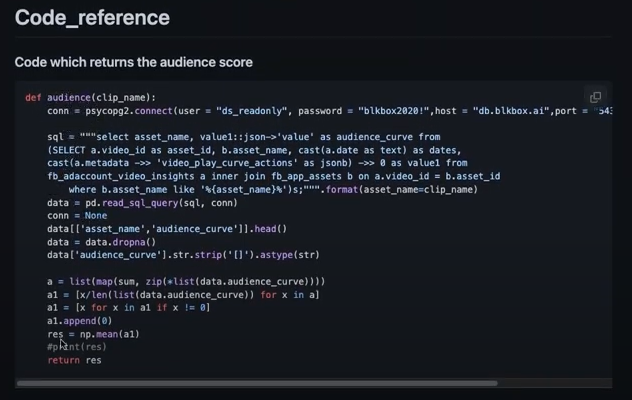 Code_reference
Code which returns the audience score
def audience(clip_name):
conn = psycopg2.connect(user = "ds_readonly", password = "blkbox2020!",host = "db.blkbox.ai",port = "543
sql = """select asset_name, value1::json->'value' as audience_curve from
(SELECT a.video_id as asset_id, b.asset_name, cast(a.date as text) as dates,
cast(a.metadata ->> 'video_play_curve_actions' as jsonb) ->> 0 as value1 from
fb_adaccount_video_insights a inner join fb_app_assets b on a.video_id = b.asset_id
where b.asset_name like '%{asset_name}%')s;""".format(asset_name=clip_name)
data = pd.read_sql_query(sql, conn)
conn = None
data[['asset_name','audience_curve']].head()
data = data.dropna()
data['audience_curve'].str.strip('[]').astype(str)
a = list(map(sum, zip(*list(data.audience_curve))))
a1 = [x/len(list(data.audience_curve)) for x in a]
a1 = [x for x in a1 if x != 0]
a1.append(0)
res = np.mean(a1)
#print(res)
return res